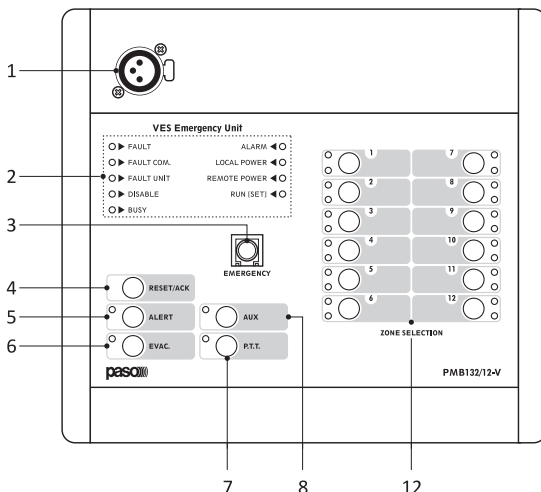 1
VES Emergency Unit
FAULT ALARM
FAULT COM. LOCAL POWER
2 FAULT UNIT REMOTE POWER
DISABLE RUN (SET)
BUSY
3
EMERGENCY
4 RESET/ACK
5 ALERT AUX
6 EVAC. P.T.T.
1 7
2 8
3 9
4 10
5 11
6 12
ZONE SELECTION
paso PMB132/12-V
7 8 12